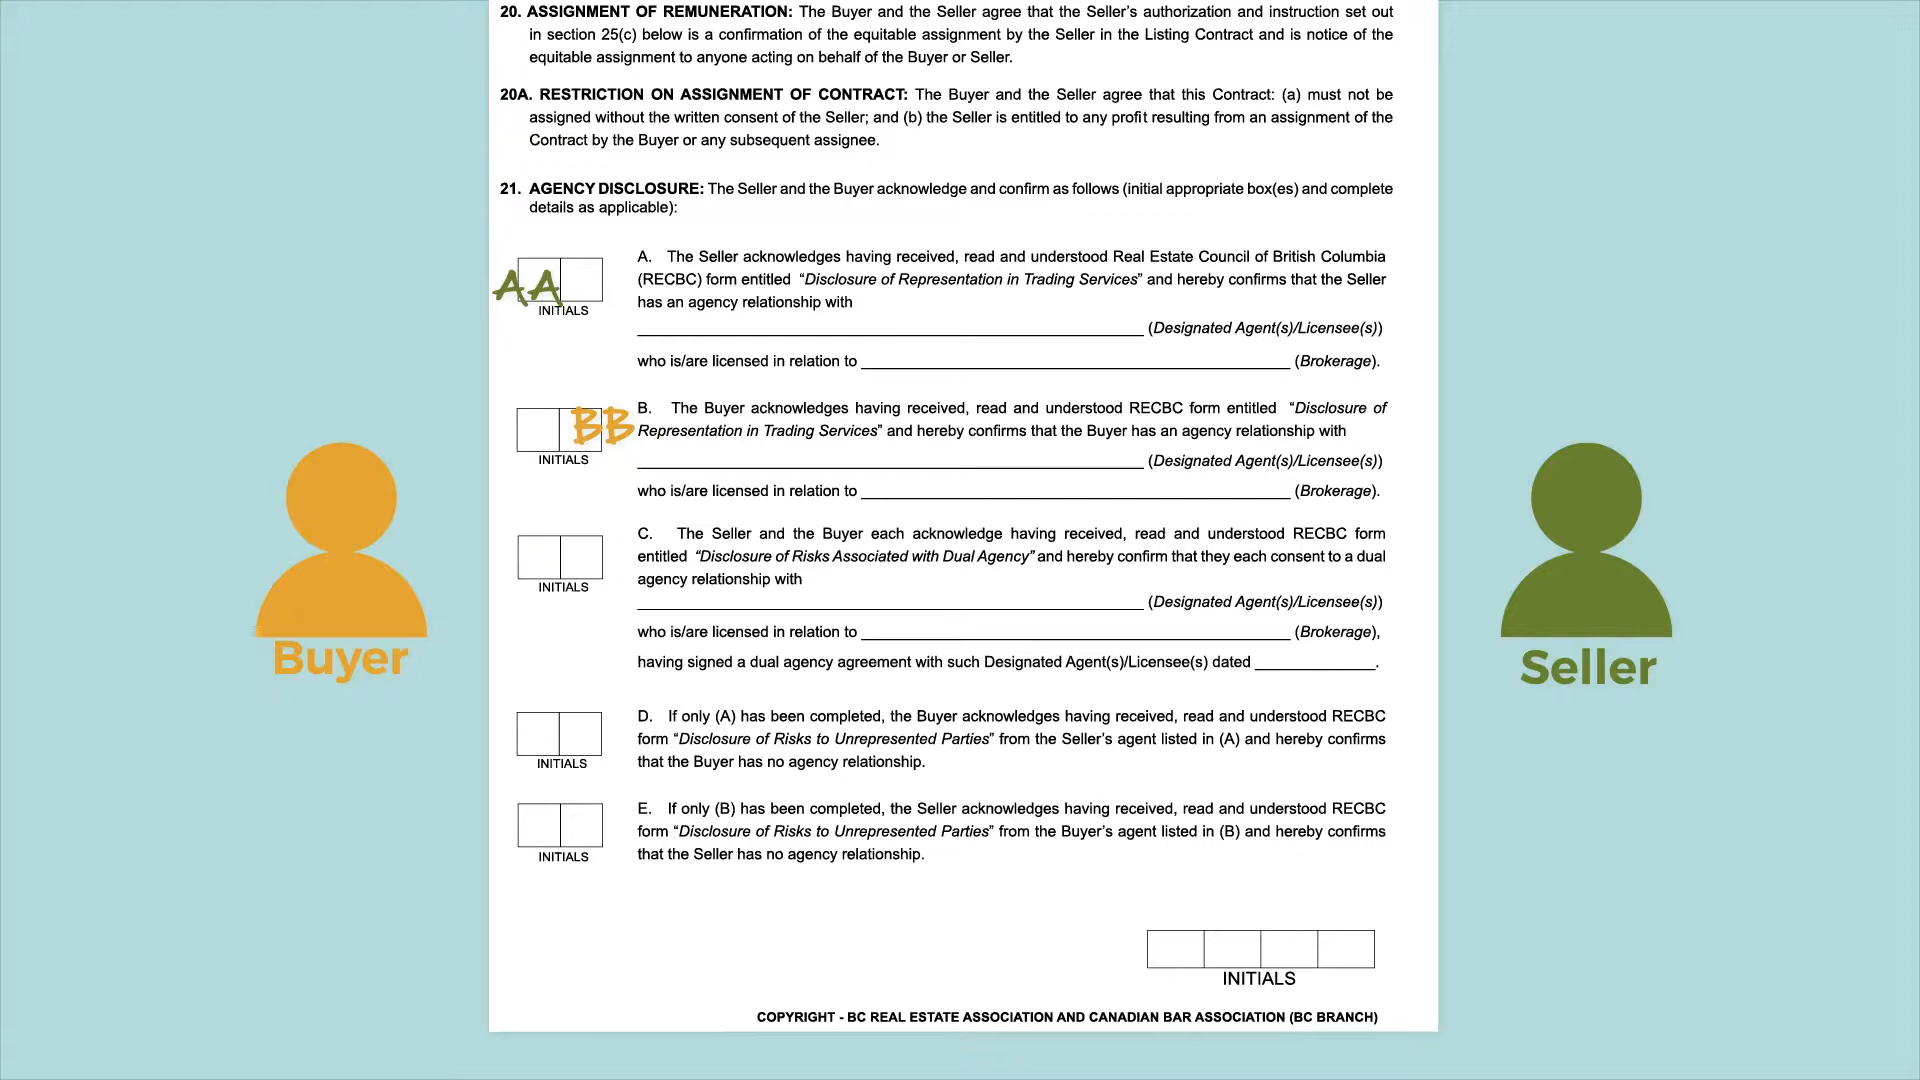 20. ASSIGNMENT OF REMUNERATION: The Buyer and the Seller agree that the Seller’s authorization and instruction set out
in section 25(c) below is a confirmation of the equitable assignment by the Seller in the Listing Contract and is notice of the
equitable assignment to anyone acting on behalf of the Buyer or Seller.
20A. RESTRICTION ON ASSIGNMENT OF CONTRACT: The Buyer and the Seller agree that this Contract: (a) must not be
assigned without the written consent of the Seller; and (b) the Seller is entitled to any profit resulting from an assignment of the
Contract by the Buyer or any subsequent assignee.
21. AGENCY DISCLOSURE: The Seller and the Buyer acknowledge and confirm as follows (initial appropriate box(es) and complete
details as applicable):
AA
INITIALS
A. The Seller acknowledges having received, read and understood Real Estate Council of British Columbia
(RECBC) form entitled “Disclosure of Representation in Trading Services” and hereby confirms that the Seller
has an agency relationship with
(Designated Agent(s)/Licensee(s))
who is/are licensed in relation to (Brokerage).
BB
INITIALS
B. The Buyer acknowledges having received, read and understood RECBC form entitled “Disclosure of
Representation in Trading Services” and hereby confirms that the Buyer has an agency relationship with
(Designated Agent(s)/Licensee(s))
who is/are licensed in relation to (Brokerage).
INITIALS
C. The Seller and the Buyer each acknowledge having received, read and understood RECBC form
entitled “Disclosure of Risks Associated with Dual Agency” and hereby confirm that they each consent to a dual
agency relationship with
(Designated Agent(s)/Licensee(s))
who is/are licensed in relation to (Brokerage),
having signed a dual agency agreement with such Designated Agent(s)/Licensee(s) dated .
INITIALS
D. If only (A) has been completed, the Buyer acknowledges having received, read and understood RECBC
form “Disclosure of Risks to Unrepresented Parties” from the Seller’s agent listed in (A) and hereby confirms
that the Buyer has no agency relationship.
INITIALS
E. If only (B) has been completed, the Seller acknowledges having received, read and understood RECBC
form “Disclosure of Risks to Unrepresented Parties” from the Buyer’s agent listed in (B) and hereby confirms
that the Seller has no agency relationship.
INITIALS
COPYRIGHT - BC REAL ESTATE ASSOCIATION AND CANADIAN BAR ASSOCIATION (BC BRANCH)
Buyer
Seller